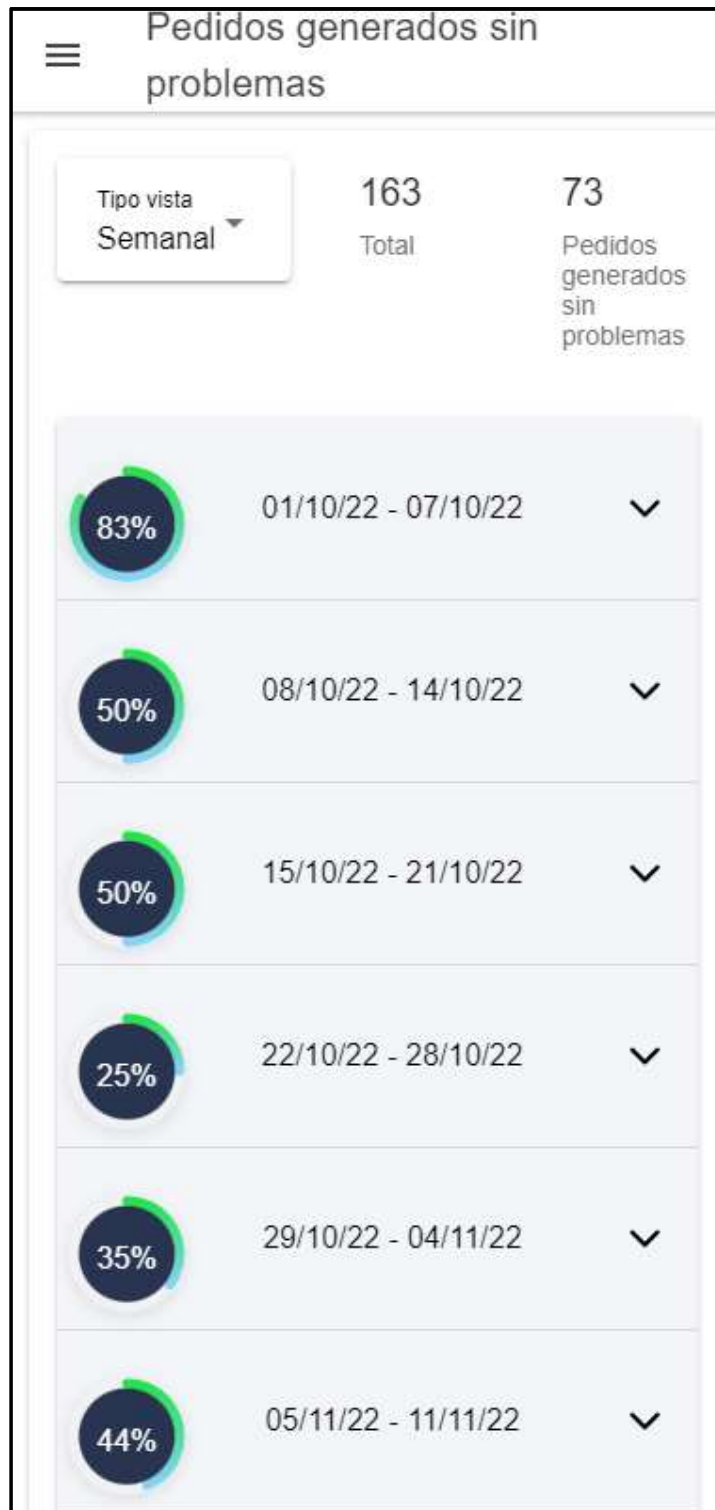 Pedidos generados sin
problemas
Tipo vista
Semanal
163
Total
73
Pedidos
generados
sin
problemas
83%
01/10/22 - 07/10/22
50%
08/10/22 - 14/10/22
50%
15/10/22 - 21/10/22
25%
22/10/22 - 28/10/22
35%
29/10/22 - 04/11/22
44%
05/11/22 - 11/11/22